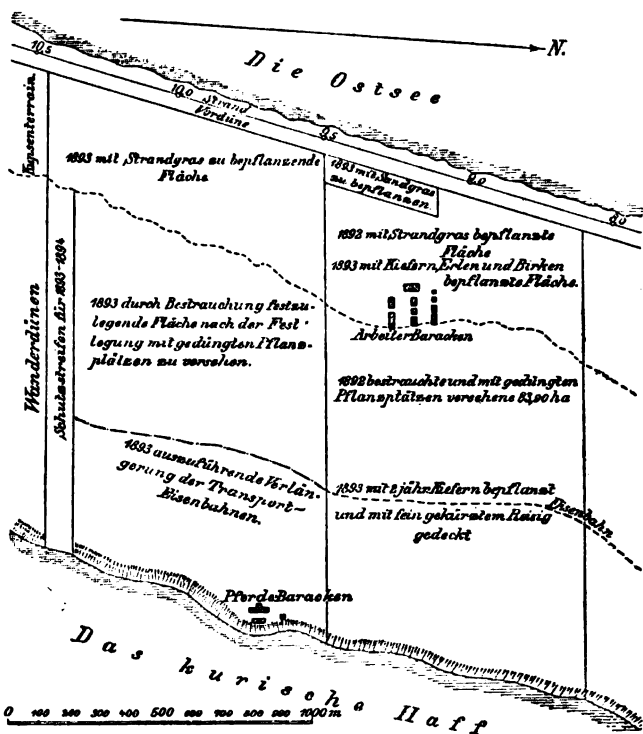 N.
Die Ostsee
10,5
10,0
Strand
Vordüne
9,5
9,0
8,5
Kupsenterrain
1893 mit Strandgras zu bepflanzende
Fläche
1893 mit Sandgras
zu bepflanzen
1892 mit Strandgras bepflanzte
Fläche
1893 mit Kiefern, Erlen und Birken
bepflanzte Fläche.
Wanderdünen
Schutzstreifen für 1893-1894
1893 durch Bestrauchung festzu-
legende Fläche nach der Fest
legung mit gedüngten Pflanz-
plätzen zu versehen.
Arbeiter Baracken
1892 bestrauchte und mit gedüngten
Pflanzplätzen versehene 83,90 ha
1893 auszuführende Verlän-
gerung der Transport-
Eisenbahnen.
1893 mit 2 jähr. Kiefern bepflanzt
und mit fein gekürztem Reisig
gedeckt
Eisenbahn
Pferde Baracken
Das kurische Haff
0 100 200 300 400 500 600 700 800 900 1000 m